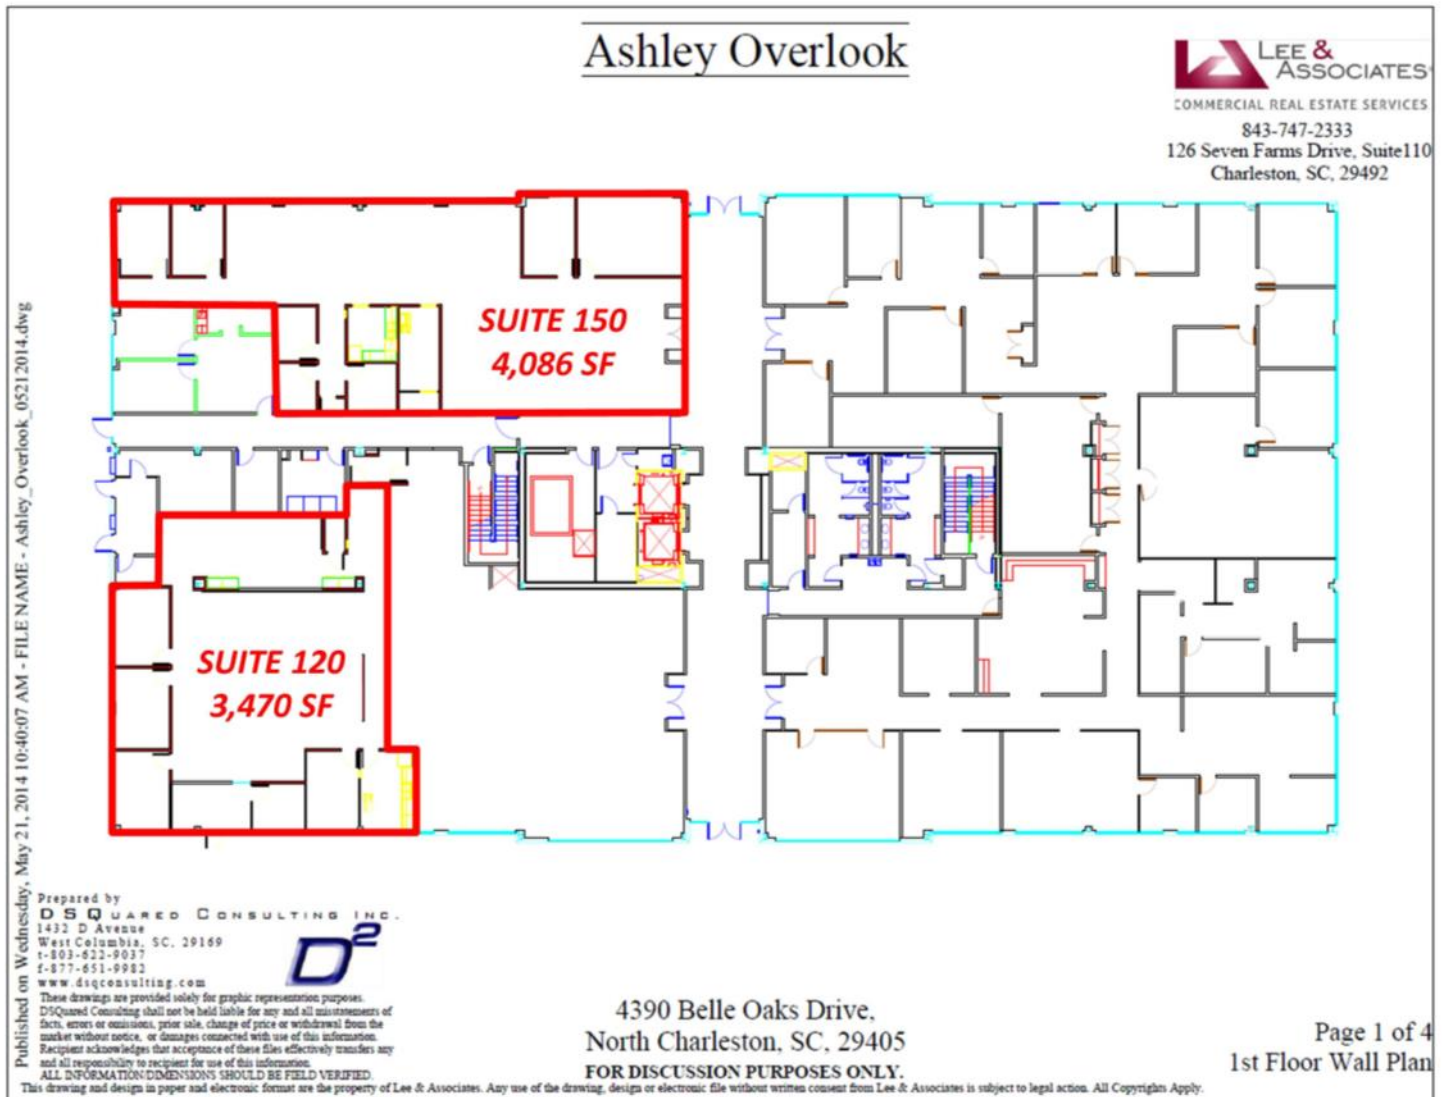 Ashley Overlook
LEE &
ASSOCIATES
COMMERCIAL REAL ESTATE SERVICES
843-747-2333
126 Seven Farms Drive, Suite110
Charleston, SC, 29492
SUITE 150
4,086 SF
SUITE 120
3,470 SF
Published on Wednesday, May 21, 2014 10:40:07 AM - FILE NAME - Ashley_Overlook_05212014.dwg
Prepared by
DSQUARED CONSULTING INC.
1432 D Avenue
West Columbia, SC, 29169
t-803-622-9037
f-877-651-9982
www.dsqconsulting.com
D2
These drawings are provided solely for graphic representation purposes.
DSQuared Consulting shall not be held liable for any and all misstatements of
facts, errors or omissions, prior sale, change of price or withdrawal from the
market without notice, or damages connected with use of this information.
Recipient acknowledges that acceptance of these files effectively transfers any
and all responsibility to recipient for use of this information.
ALL INFORMATION/DIMENSIONS SHOULD BE FIELD VERIFIED.
4390 Belle Oaks Drive,
North Charleston, SC, 29405
FOR DISCUSSION PURPOSES ONLY.
Page 1 of 4
1st Floor Wall Plan
This drawing and design in paper and electronic format are the property of Lee & Associates. Any use of the drawing, design or electronic file without written consent from Lee & Associates is subject to legal action. All Copyrights Apply.